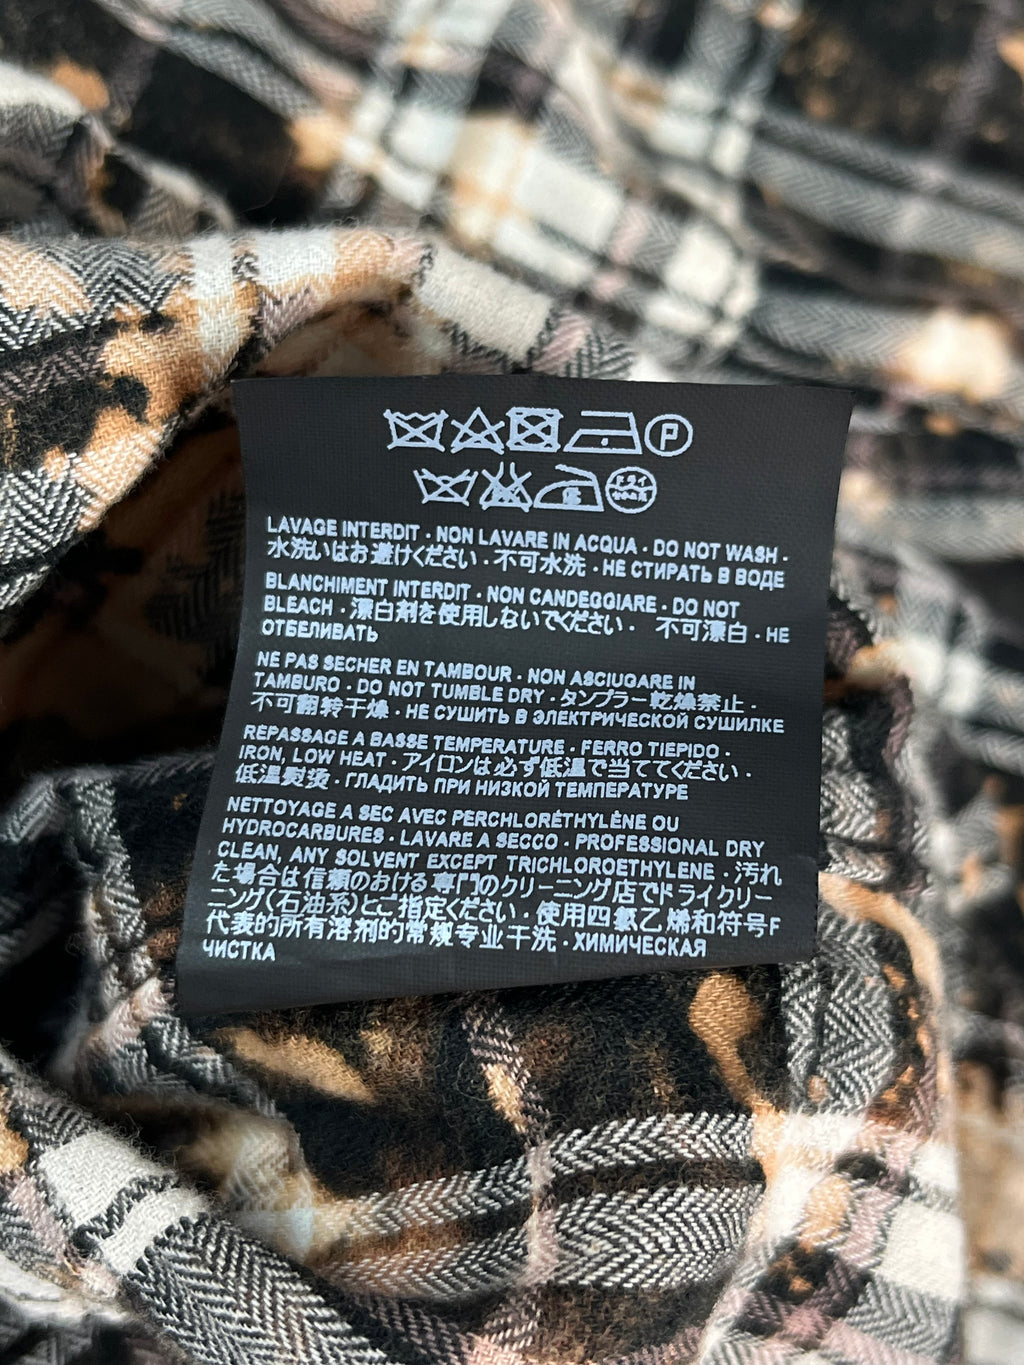 P
ドライ
LAVAGE INTERDIT · NON LAVARE IN ACQUA · DO NOT WASH ·
水洗いはお避けください · 不可水洗 · НЕ СТИРАТЬ В ВОДЕ
BLANCHIMENT INTERDIT · NON CANDEGGIARE · DO NOT
BLEACH · 漂白剤を使用しないでください · 不可漂白 · НЕ
ОТБЕЛИВАТЬ
NE PAS SECHER EN TAMBOUR · NON ASCIUGARE IN
TAMBURO · DO NOT TUMBLE DRY · タンブラー乾燥禁止 ·
不可翻转干燥 · НЕ СУШИТЬ В ЭЛЕКТРИЧЕСКОЙ СУШИЛКЕ
REPASSAGE A BASSE TEMPERATURE · FERRO TIEPIDO ·
IRON, LOW HEAT · アイロンは必ず低温で当ててください ·
低温熨烫 · ГЛАДИТЬ ПРИ НИЗКОЙ ТЕМПЕРАТУРЕ
NETTOYAGE A SEC AVEC PERCHLORÉTHYLÈNE OU
HYDROCARBURES · LAVARE A SECCO · PROFESSIONAL DRY
CLEAN, ANY SOLVENT EXCEPT TRICHLOROETHYLENE · 汚れ
た場合は信頼のおける専門のクリーニング店でドライクリー
ニング(石油系)とご指定ください · 使用四氯乙烯和符号F
代表的所有溶剂的常规专业干洗 · ХИМИЧЕСКАЯ
ЧИСТКА